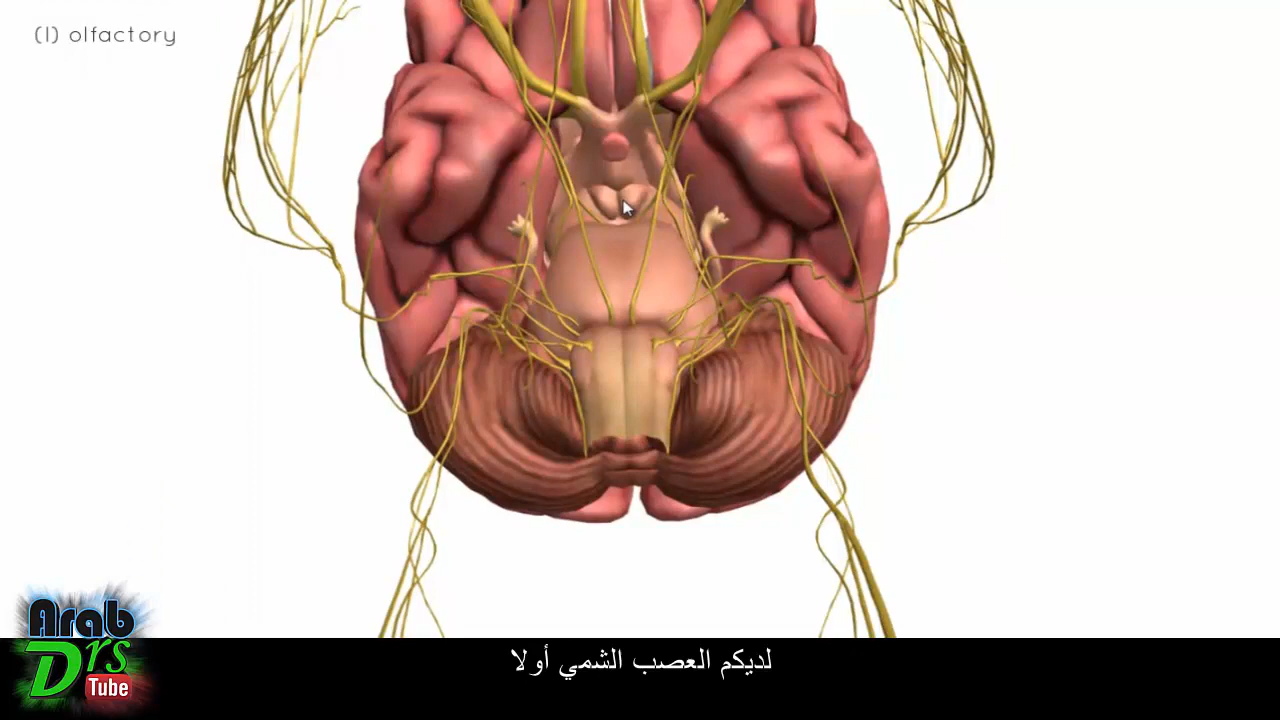 (I) olfactory
Arab
Drs
Tube
لديكم العصب الشمي أولا